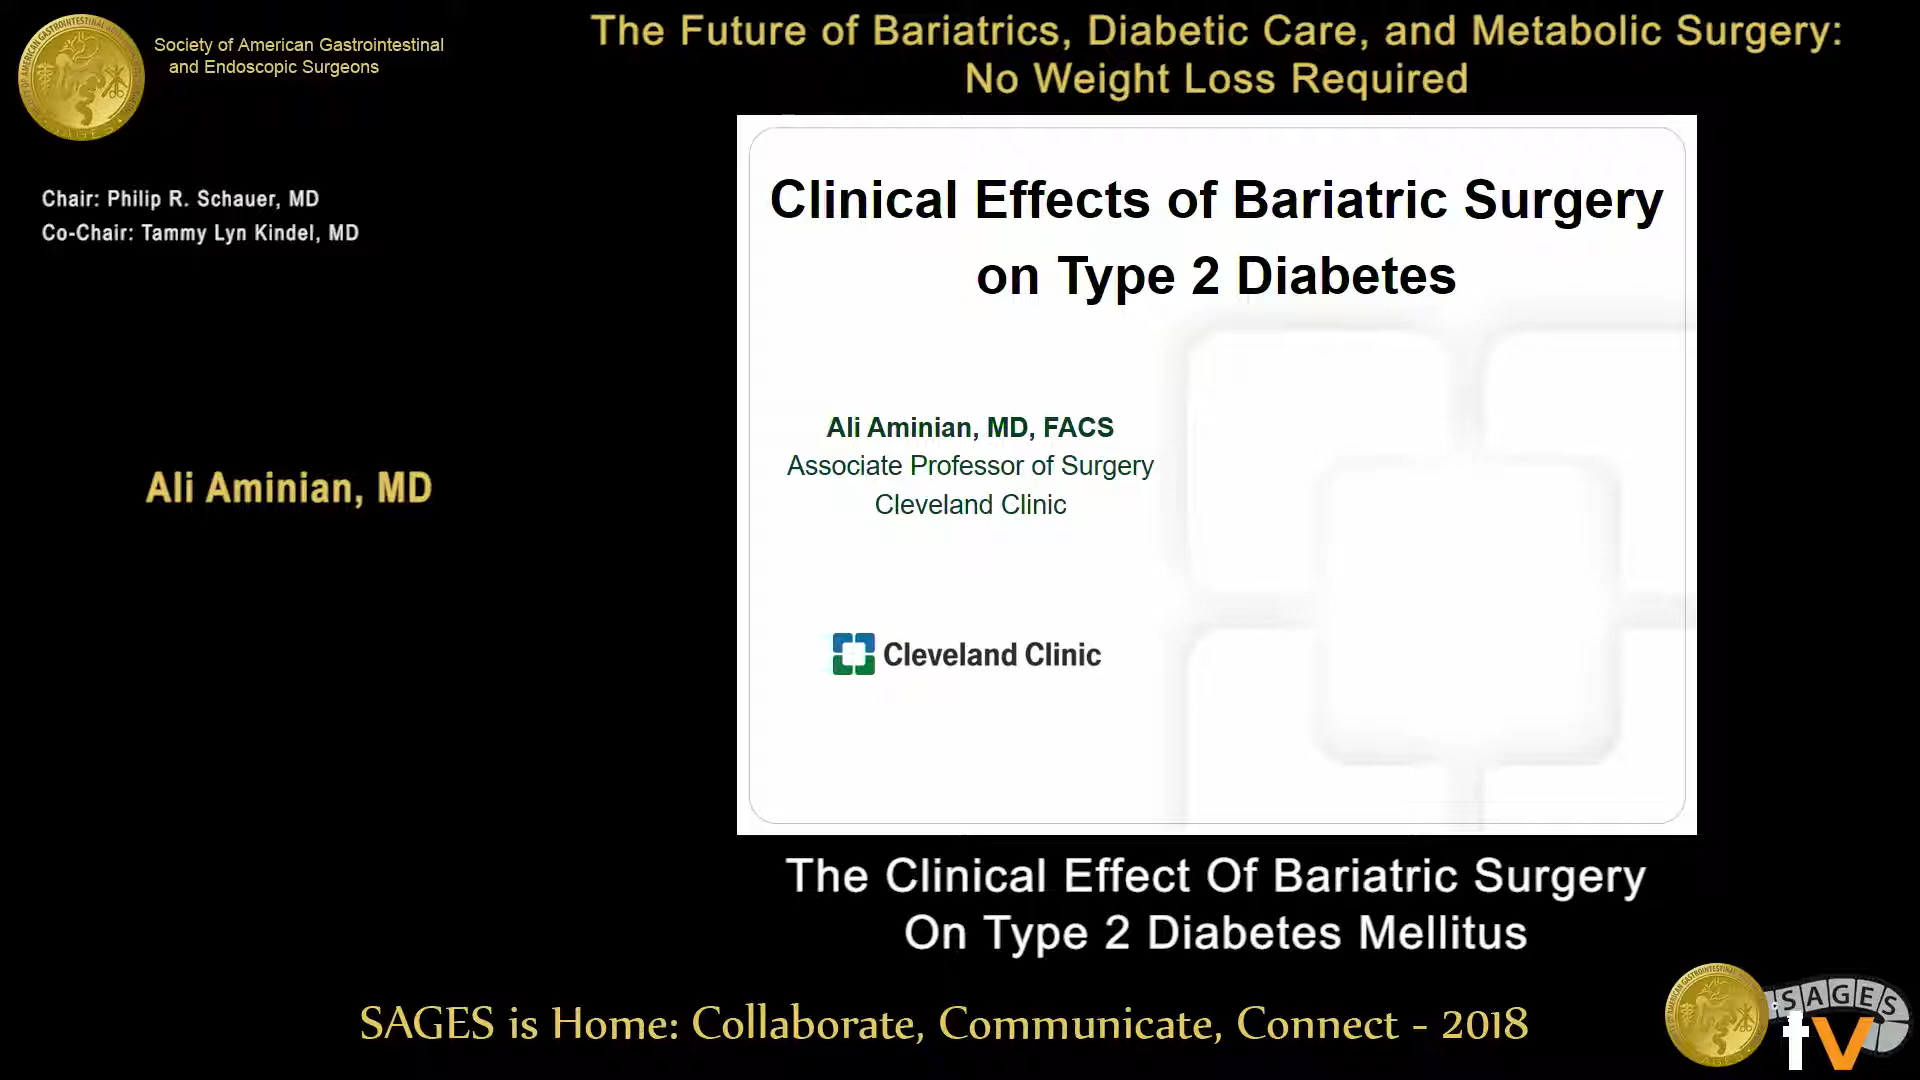 Society of American Gastrointestinal
and Endoscopic Surgeons
The Future of Bariatrics, Diabetic Care, and Metabolic Surgery:
No Weight Loss Required
Chair: Philip R. Schauer, MD
Co-Chair: Tammy Lyn Kindel, MD
Ali Aminian, MD
Clinical Effects of Bariatric Surgery
on Type 2 Diabetes
Ali Aminian, MD, FACS
Associate Professor of Surgery
Cleveland Clinic
Cleveland Clinic
The Clinical Effect Of Bariatric Surgery
On Type 2 Diabetes Mellitus
SAGES is Home: Collaborate, Communicate, Connect - 2018
SAGES
tV